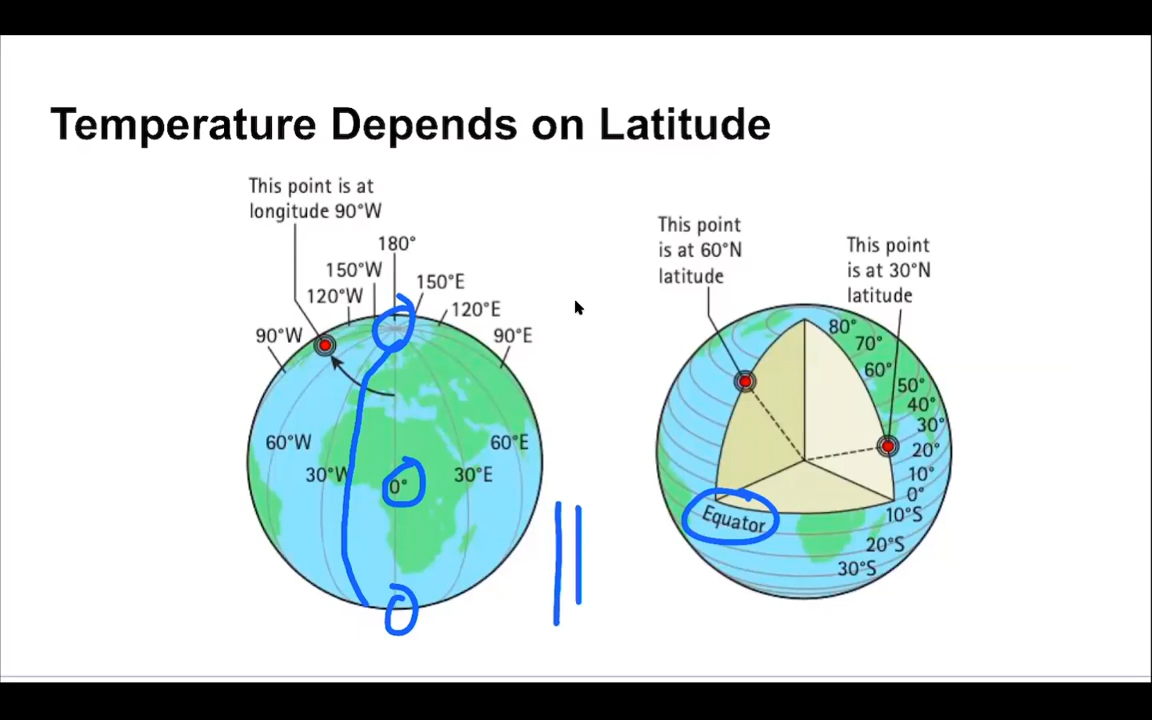 Temperature Depends on Latitude
This point is at
longitude 90°W
180°
150°W
150°E
120°W
120°E
90°W
90°E
60°W
60°E
30°W
0°
30°E
This point
is at 60°N
latitude
This point
is at 30°N
latitude
80°
70°
60°
50°
40°
30°
20°
10°
0°
Equator
10°S
20°S
30°S